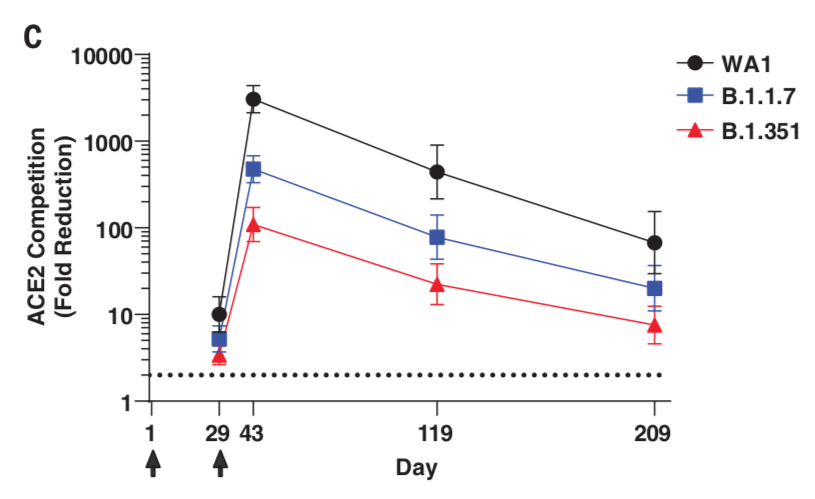 C
10000
1000
100
10
1
ACE2 Competition
(Fold Reduction)
WA1
B.1.1.7
B.1.351
1 29 43 119 209
Day